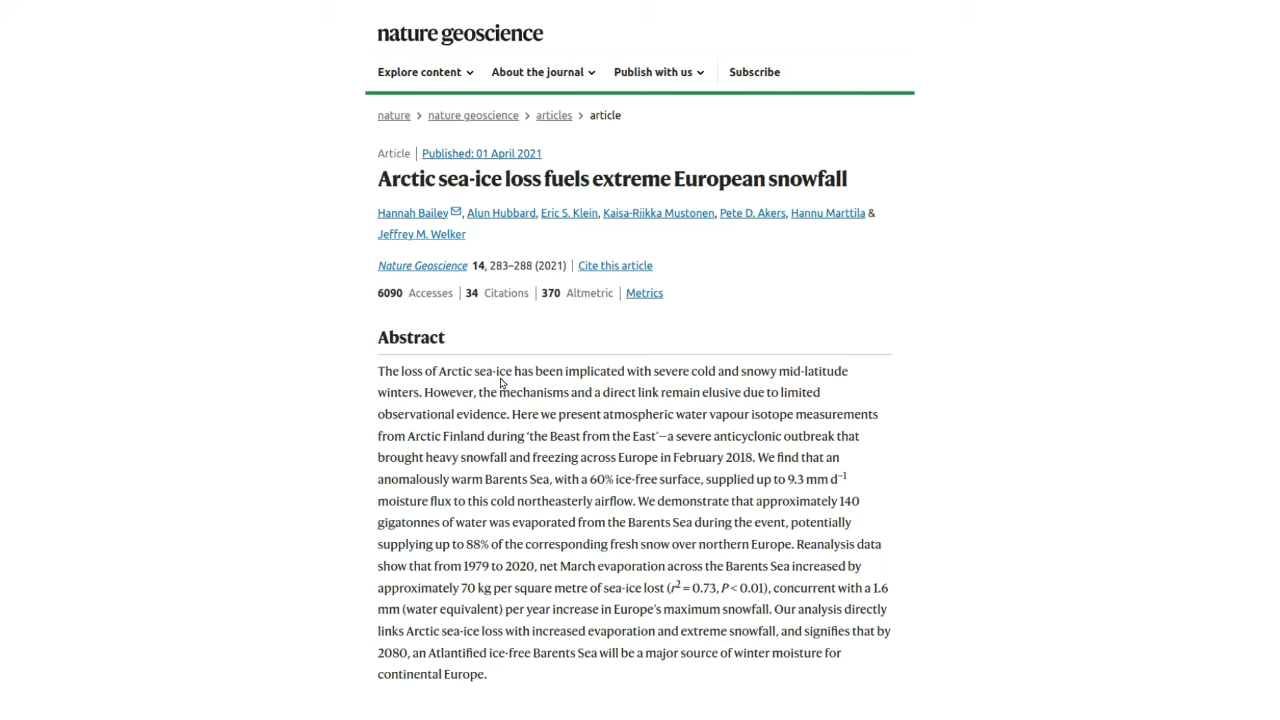 nature geoscience
Explore content About the journal Publish with us Subscribe
nature > nature geoscience > articles > article
Article | Published: 01 April 2021
Arctic sea-ice loss fuels extreme European snowfall
Hannah Bailey, Alun Hubbard, Eric S. Klein, Kaisa-Riikka Mustonen, Pete D. Akers, Hannu Marttila &
Jeffrey M. Welker
Nature Geoscience 14, 283–288 (2021) | Cite this article
6090 Accesses | 34 Citations | 370 Altmetric | Metrics
Abstract
The loss of Arctic sea-ice has been implicated with severe cold and snowy mid-latitude
winters. However, the mechanisms and a direct link remain elusive due to limited
observational evidence. Here we present atmospheric water vapour isotope measurements
from Arctic Finland during ‘the Beast from the East’—a severe anticyclonic outbreak that
brought heavy snowfall and freezing across Europe in February 2018. We find that an
anomalously warm Barents Sea, with a 60% ice-free surface, supplied up to 9.3 mm d⁻¹
moisture flux to this cold northeasterly airflow. We demonstrate that approximately 140
gigatonnes of water was evaporated from the Barents Sea during the event, potentially
supplying up to 88% of the corresponding fresh snow over northern Europe. Reanalysis data
show that from 1979 to 2020, net March evaporation across the Barents Sea increased by
approximately 70 kg per square metre of sea-ice lost (r² = 0.73, P < 0.01), concurrent with a 1.6
mm (water equivalent) per year increase in Europe’s maximum snowfall. Our analysis directly
links Arctic sea-ice loss with increased evaporation and extreme snowfall, and signifies that by
2080, an Atlantified ice-free Barents Sea will be a major source of winter moisture for
continental Europe.